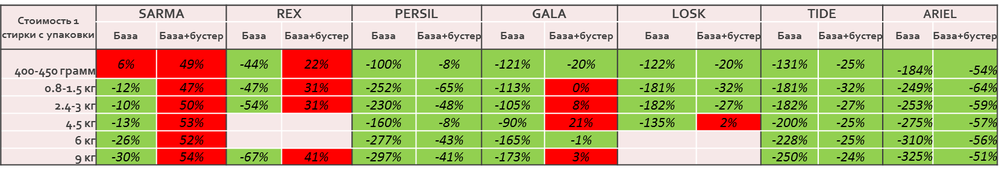 Стоимость 1 стирки с упаковки SARMA REX PERSIL GALA LOSK TIDE ARIEL
База База+бустер База База+бустер База База+бустер База База+бустер База База+бустер База База+бустер База База+бустер
400-450 грамм 6% 49% -44% 22% -100% -8% -121% -20% -122% -20% -131% -25% -184% -54%
0.8-1.5 кг -12% 47% -47% 31% -252% -65% -113% 0% -181% -32% -181% -32% -249% -64%
2.4-3 кг -10% 50% -54% 31% -230% -48% -105% 8% -182% -27% -182% -27% -253% -59%
4.5 кг -13% 53% -160% -8% -90% 21% -135% 2% -200% -25% -275% -57%
6 кг -26% 52% -277% -43% -165% -1% -228% -25% -310% -56%
9 кг -30% 54% -67% 41% -297% -41% -173% 3% -250% -24% -325% -51%